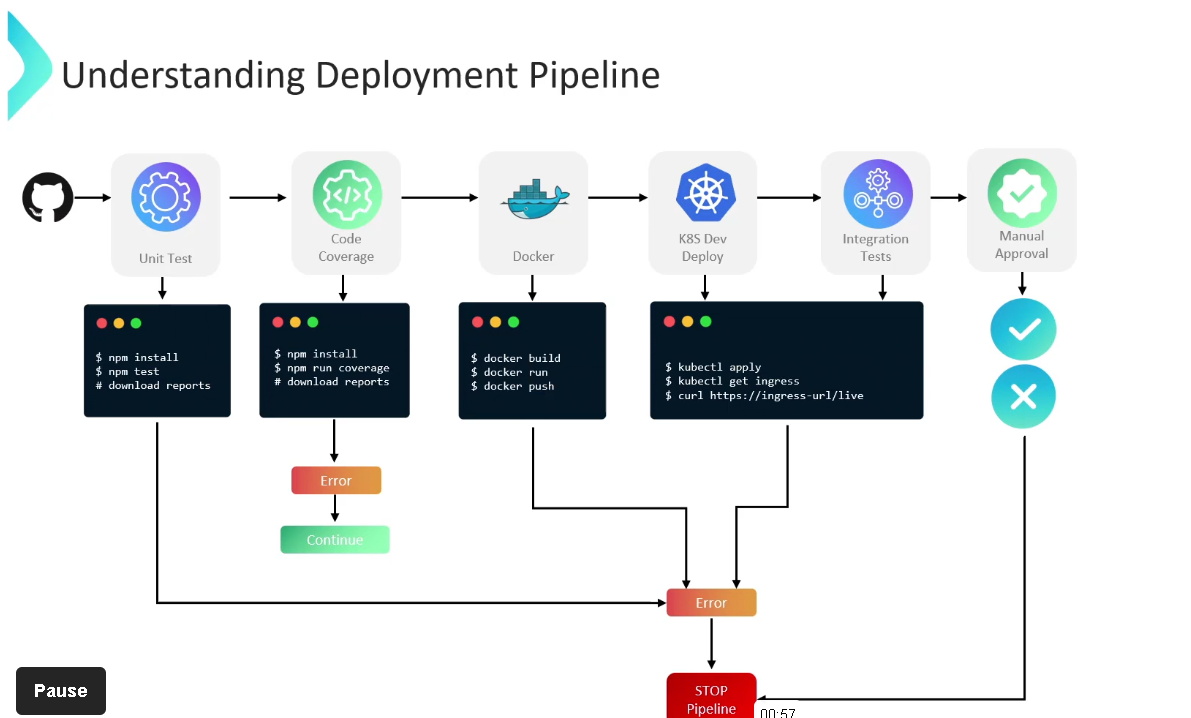 Understanding Deployment Pipeline
Unit Test
Code
Coverage
Docker
K8S Dev
Deploy
Integration
Tests
Manual
Approval
$ npm install
$ npm test
# download reports
$ npm install
$ npm run coverage
# download reports
$ docker build
$ docker run
$ docker push
$ kubectl apply
$ kubectl get ingress
$ curl https://ingress-url/live
Error
Continue
Error
STOP
Pipeline
Pause
00:57